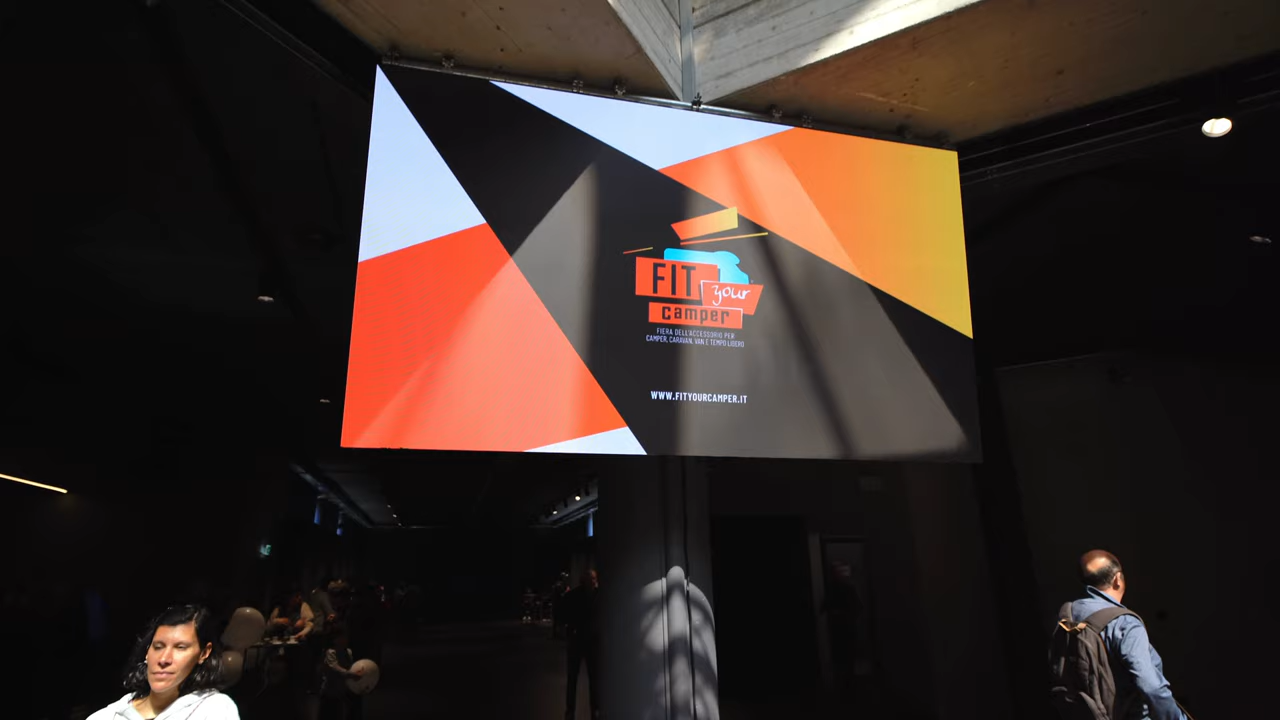 FIT
your
camper
FIERA DELL'ACCESSORIO PER
CAMPER, CARAVAN, VAN E TEMPO LIBERO
WWW.FITYOURCAMPER.IT